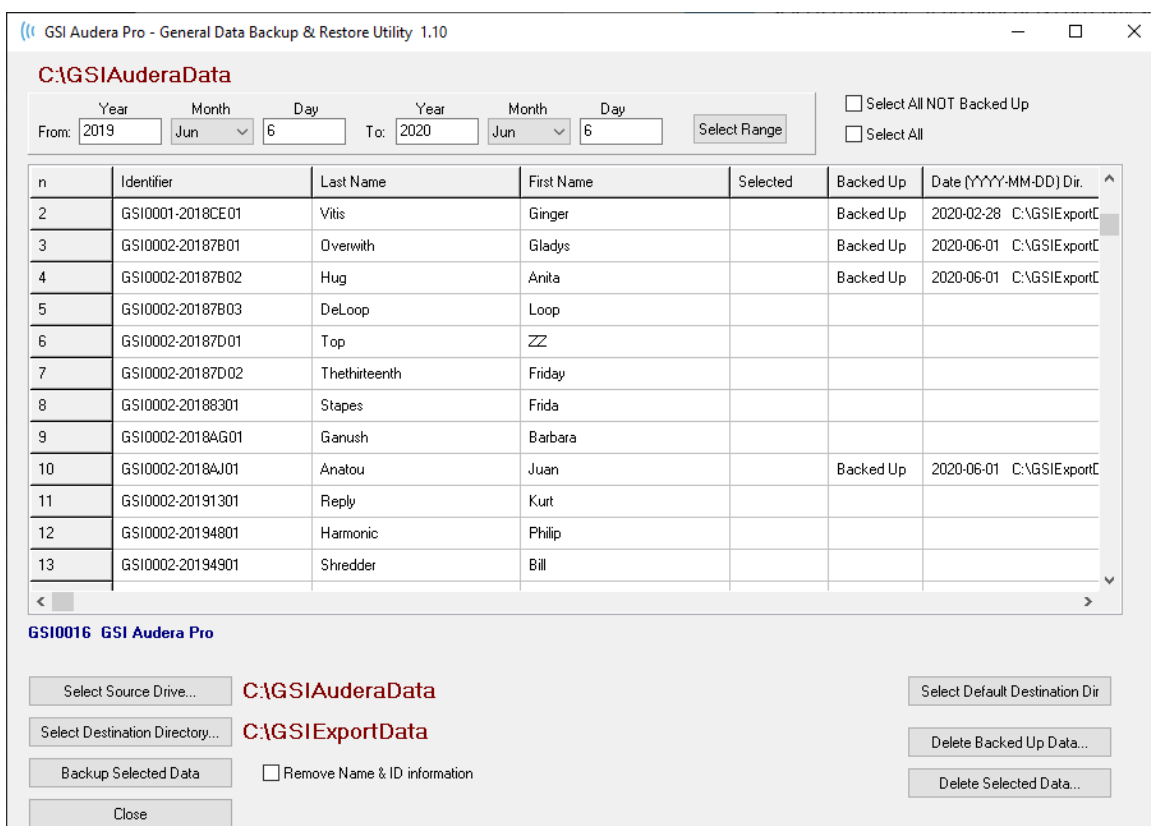 GSI Audera Pro - General Data Backup & Restore Utility 1.10
C:\GSIAuderaData
Year Month Day Year Month Day
From: 2019 Jun 6 To: 2020 Jun 6 Select Range
Select All NOT Backed Up
Select All
n Identifier Last Name First Name Selected Backed Up Date (YYYY-MM-DD) Dir.
2 GSI0001-2018CE01 Vitis Ginger Backed Up 2020-02-28 C:\GSIExportD
3 GSI0002-20187B01 Overwith Gladys Backed Up 2020-06-01 C:\GSIExportD
4 GSI0002-20187B02 Hug Anita Backed Up 2020-06-01 C:\GSIExportD
5 GSI0002-20187B03 DeLoop Loop
6 GSI0002-20187D01 Top ZZ
7 GSI0002-20187D02 Thethirteenth Friday
8 GSI0002-20188301 Stapes Frida
9 GSI0002-2018AG01 Ganush Barbara
10 GSI0002-2018AJ01 Anatou Juan Backed Up 2020-06-01 C:\GSIExportD
11 GSI0002-20191301 Reply Kurt
12 GSI0002-20194801 Harmonic Philip
13 GSI0002-20194901 Shredder Bill
GSI0016 GSI Audera Pro
Select Source Drive... C:\GSIAuderaData Select Default Destination Dir
Select Destination Directory... C:\GSIExportData
Delete Backed Up Data...
Backup Selected Data Remove Name & ID information
Delete Selected Data...
Close